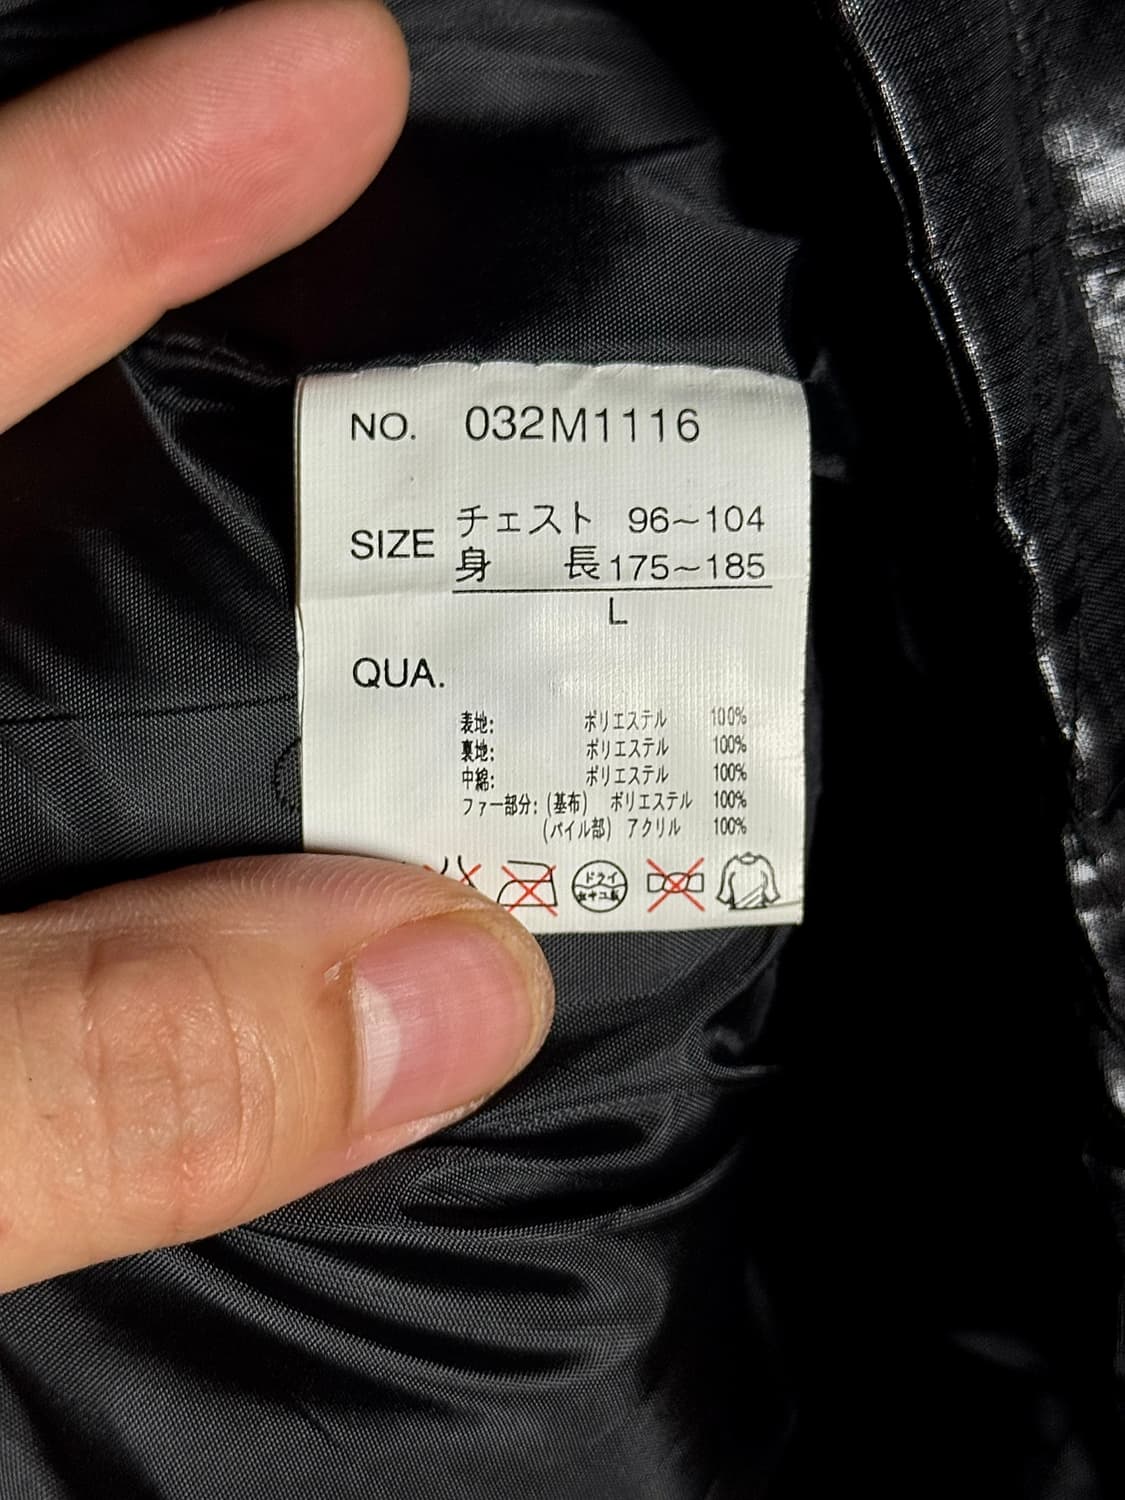 NO. 032M1116
SIZE
チェスト 96~104
身 長 175~185
L
QUA.
表地: ポリエステル 100%
裏地: ポリエステル 100%
中綿: ポリエステル 100%
ファー部分: (基布) ポリエステル 100%
(パイル部) アクリル 100%
ドライ